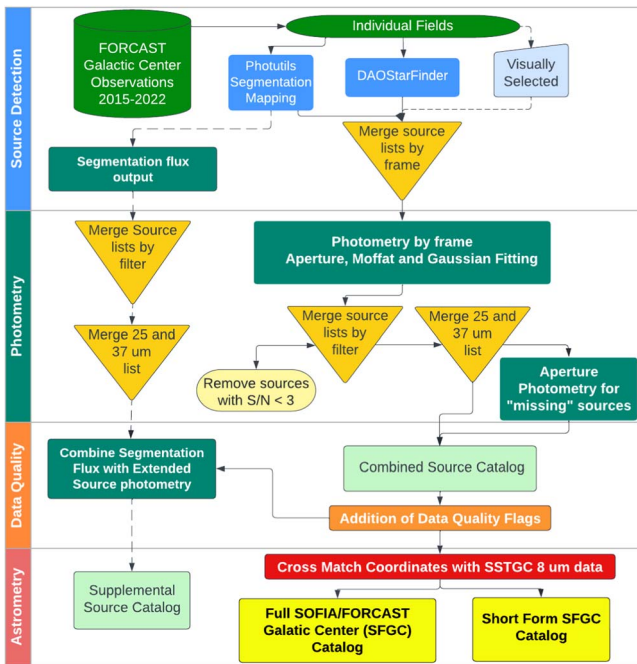 Source Detection
FORCAST
Galactic Center
Observations
2015-2022
Individual Fields
Photutils
Segmentation
Mapping
DAOStarFinder
Visually
Selected
Merge source
lists by
frame
Segmentation flux
output
Photometry
Merge Source
lists by
filter
Photometry by frame
Aperture, Moffat and Gaussian Fitting
Merge source
lists by
filter
Merge 25 and
37 um
list
Merge 25 and
37 um
list
Remove sources
with S/N < 3
Aperture
Photometry for
"missing" sources
Data Quality
Combine Segmentation
Flux with Extended
Source photometry
Combined Source Catalog
Addition of Data Quality Flags
Astrometry
Cross Match Coordinates with SSTGC 8 um data
Supplemental
Source Catalog
Full SOFIA/FORCAST
Galatic Center (SFGC)
Catalog
Short Form SFGC
Catalog